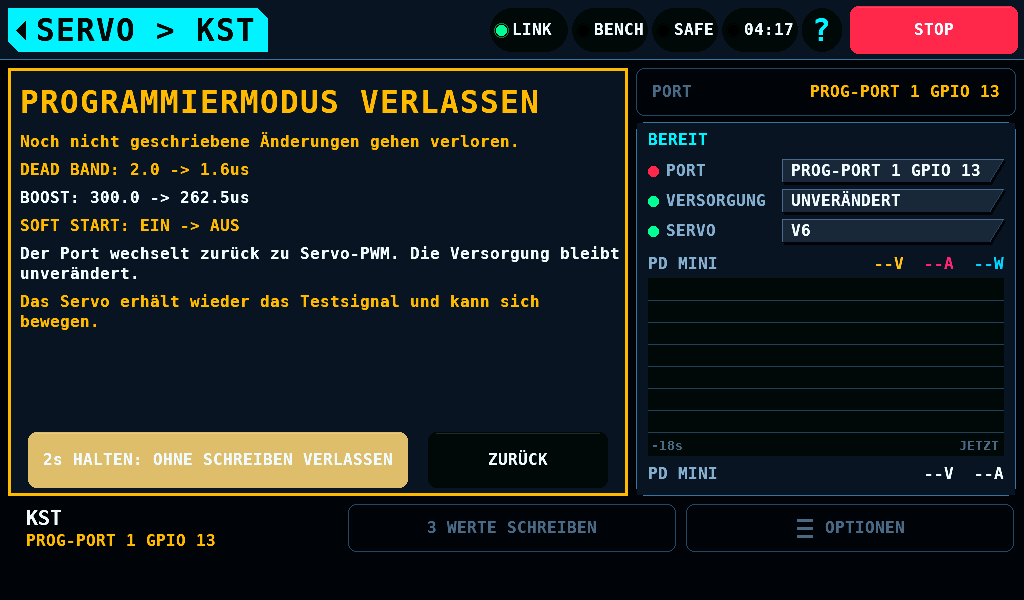 SERVO > KST
LINK
BENCH
SAFE
04:17
?
STOP
PROGRAMMIERMODUS VERLASSEN
Noch nicht geschriebene Änderungen gehen verloren.
DEAD BAND: 2.0 -> 1.6us
BOOST: 300.0 -> 262.5us
SOFT START: EIN -> AUS
Der Port wechselt zurück zu Servo-PWM. Die Versorgung bleibt
unverändert.
Das Servo erhält wieder das Testsignal und kann sich
bewegen.
2s HALTEN: OHNE SCHREIBEN VERLASSEN
ZURÜCK
PORT PROG-PORT 1 GPIO 13
BEREIT
PORT PROG-PORT 1 GPIO 13
VERSORGUNG UNVERÄNDERT
SERVO V6
PD MINI --V --A --W
-18s JETZT
PD MINI --V --A
KST
PROG-PORT 1 GPIO 13
3 WERTE SCHREIBEN
OPTIONEN